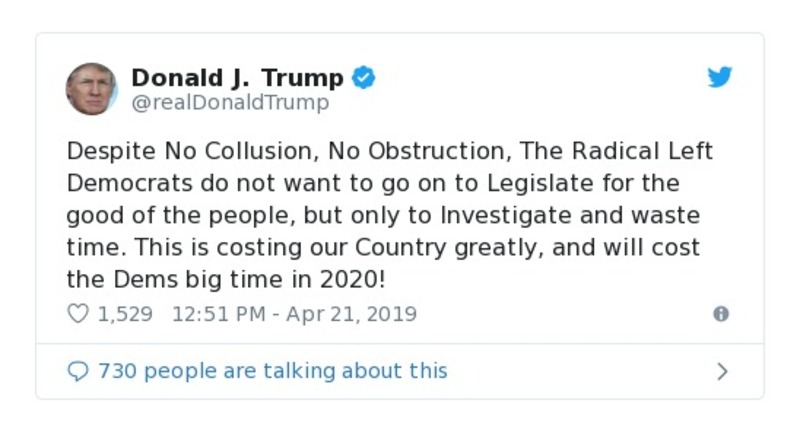 Donald J. Trump
@realDonaldTrump
Despite No Collusion, No Obstruction, The Radical Left
Democrats do not want to go on to Legislate for the
good of the people, but only to Investigate and waste
time. This is costing our Country greatly, and will cost
the Dems big time in 2020!
1,529 12:51 PM - Apr 21, 2019
730 people are talking about this